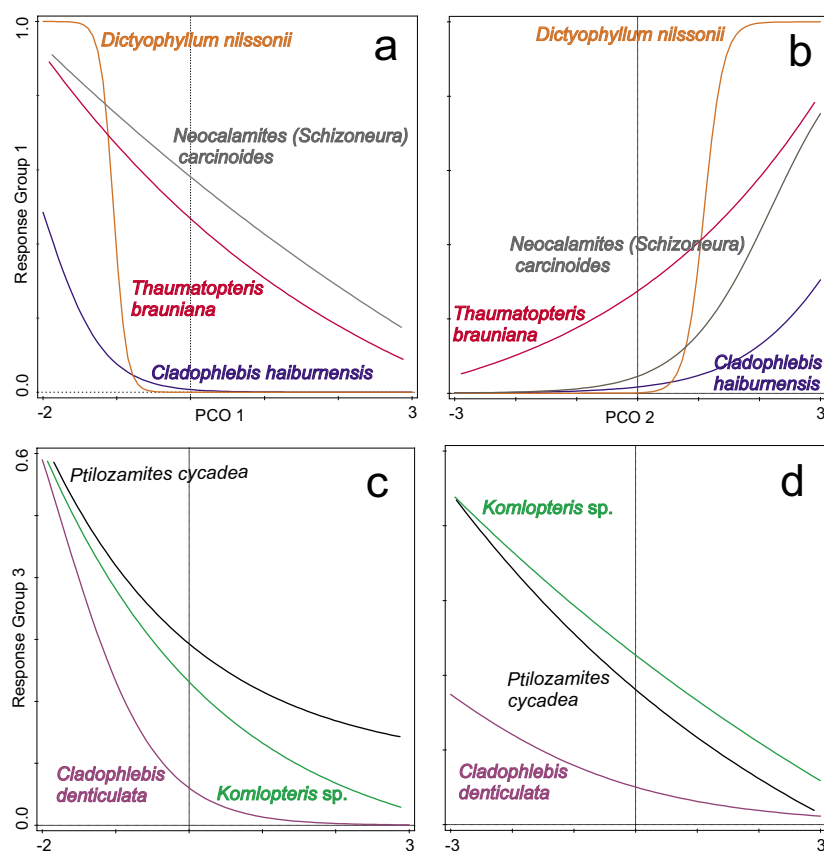 1.0
Dictyophyllum nilssonii
a
Neocalamites (Schizoneura)
carcinoides
Response Group 1
Thaumatopteris
brauniana
Cladophlebis haiburnensis
0.0
-2
PCO 1
3
Dictyophyllum nilssonii
b
Neocalamites (Schizoneura)
carcinoides
Thaumatopteris
brauniana
Cladophlebis
haiburnensis
-3
PCO 2
3
0.6
Ptilozamites cycadea
c
Response Group 3
Cladophlebis
denticulata
Komlopteris sp.
0.0
-2
3
d
Komlopteris sp.
Ptilozamites
cycadea
Cladophlebis
denticulata
-3
3